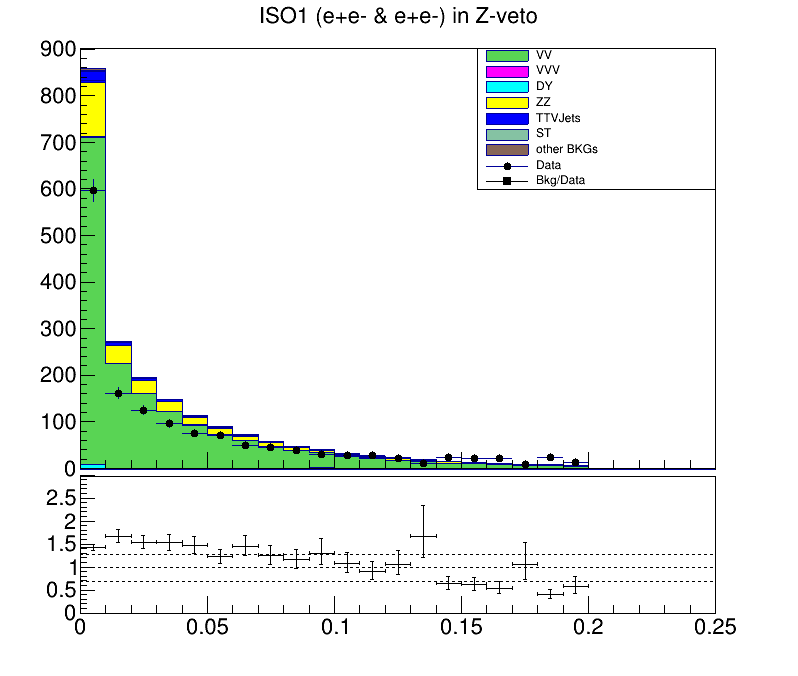 ISO1 (e+e- & e+e-) in Z-veto
900
800
700
600
500
400
300
200
100
0
VV
VVV
DY
ZZ
TTVJets
ST
other BKGs
Data
Bkg/Data
2.5
2
1.5
1
0.5
0
0 0.05 0.1 0.15 0.2 0.25